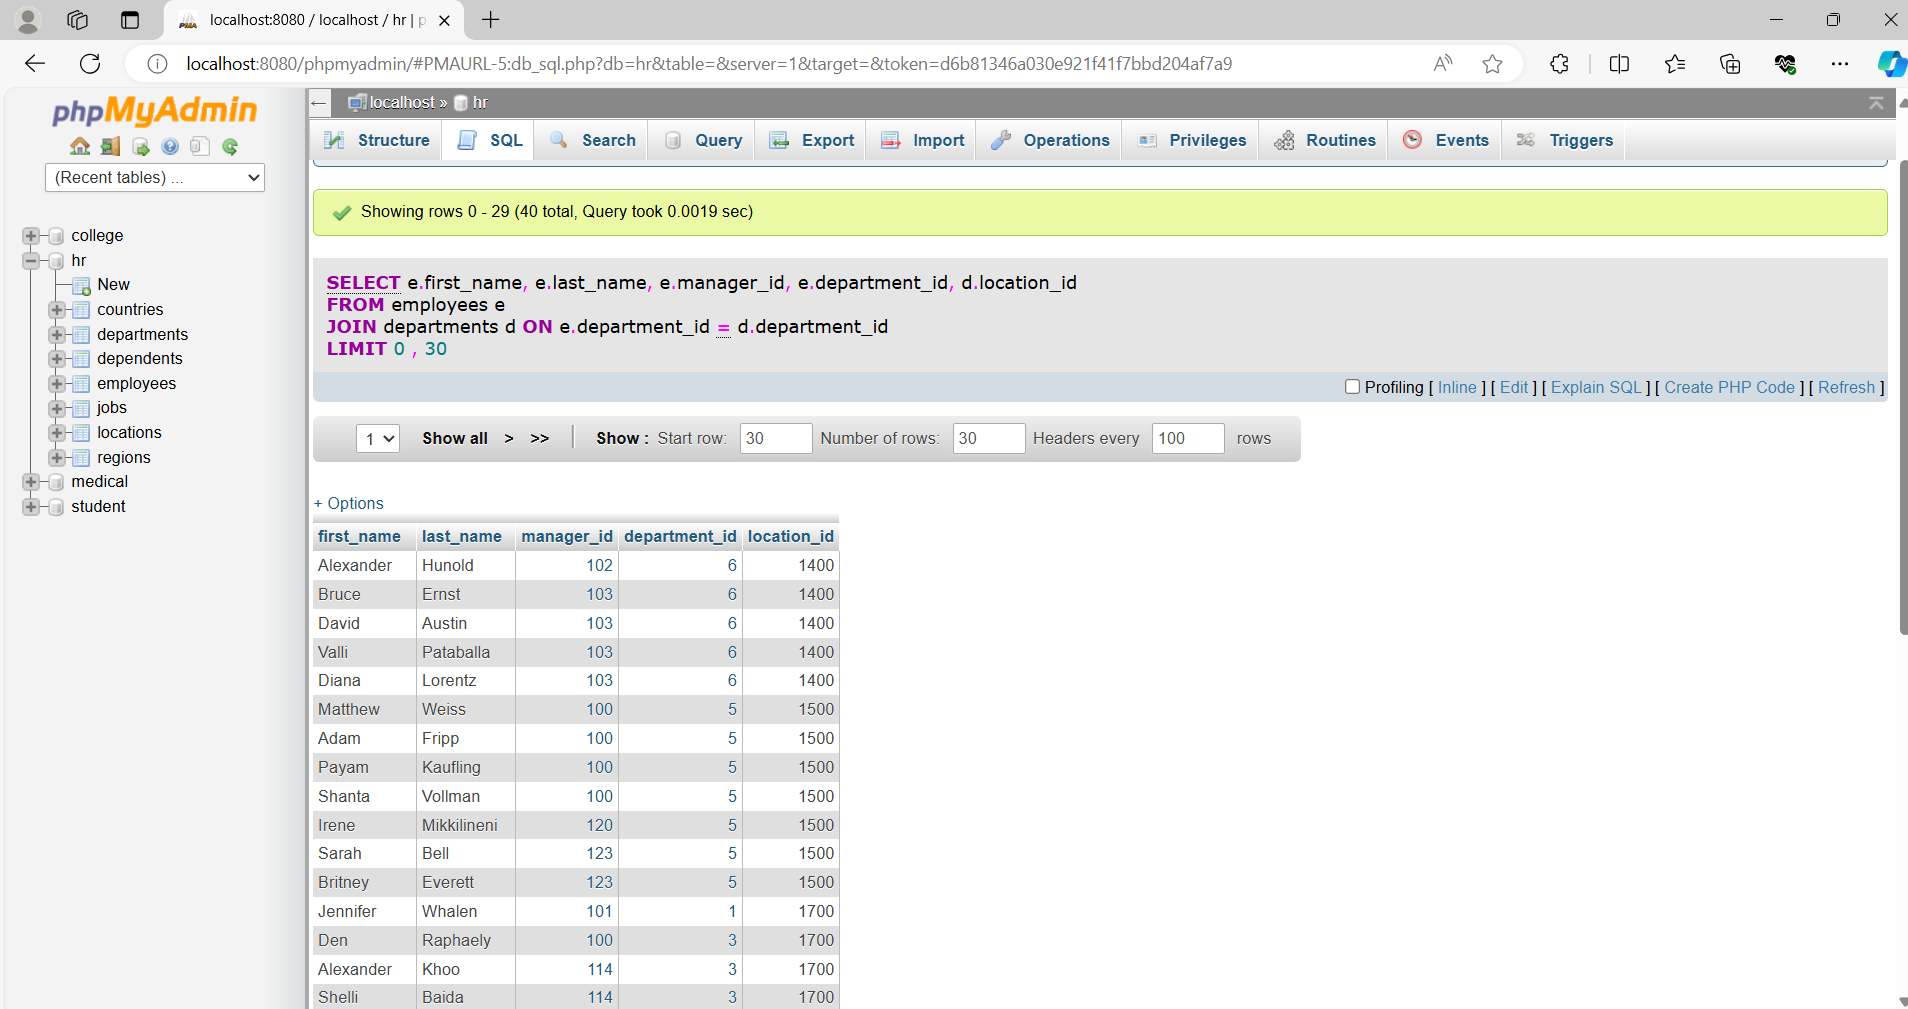 localhost:8080 / localhost / hr | p
localhost:8080/phpmyadmin/#PMAURL-5:db_sql.php?db=hr&table=&server=1&target=&token=d6b81346a030e921f41f7bbd204af7a9
phpMyAdmin
(Recent tables) ...
college
hr
New
countries
departments
dependents
employees
jobs
locations
regions
medical
student
localhost » hr
Structure SQL Search Query Export Import Operations Privileges Routines Events Triggers
Showing rows 0 - 29 (40 total, Query took 0.0019 sec)
SELECT e.first_name, e.last_name, e.manager_id, e.department_id, d.location_id
FROM employees e
JOIN departments d ON e.department_id = d.department_id
LIMIT 0 , 30
Profiling [ Inline ] [ Edit ] [ Explain SQL ] [ Create PHP Code ] [ Refresh ]
1 Show all > >> Show : Start row: 30 Number of rows: 30 Headers every 100 rows
+ Options
first_name last_name manager_id department_id location_id
Alexander Hunold 102 6 1400
Bruce Ernst 103 6 1400
David Austin 103 6 1400
Valli Pataballa 103 6 1400
Diana Lorentz 103 6 1400
Matthew Weiss 100 5 1500
Adam Fripp 100 5 1500
Payam Kaufling 100 5 1500
Shanta Vollman 100 5 1500
Irene Mikkilineni 120 5 1500
Sarah Bell 123 5 1500
Britney Everett 123 5 1500
Jennifer Whalen 101 1 1700
Den Raphaely 100 3 1700
Alexander Khoo 114 3 1700
Shelli Baida 114 3 1700